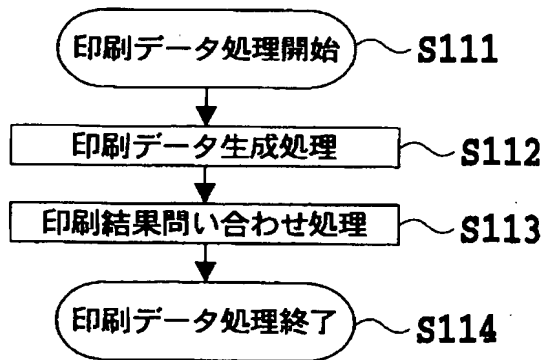 印刷データ処理開始 S111
印刷データ生成処理 S112
印刷結果問い合わせ処理 S113
印刷データ処理終了 S114